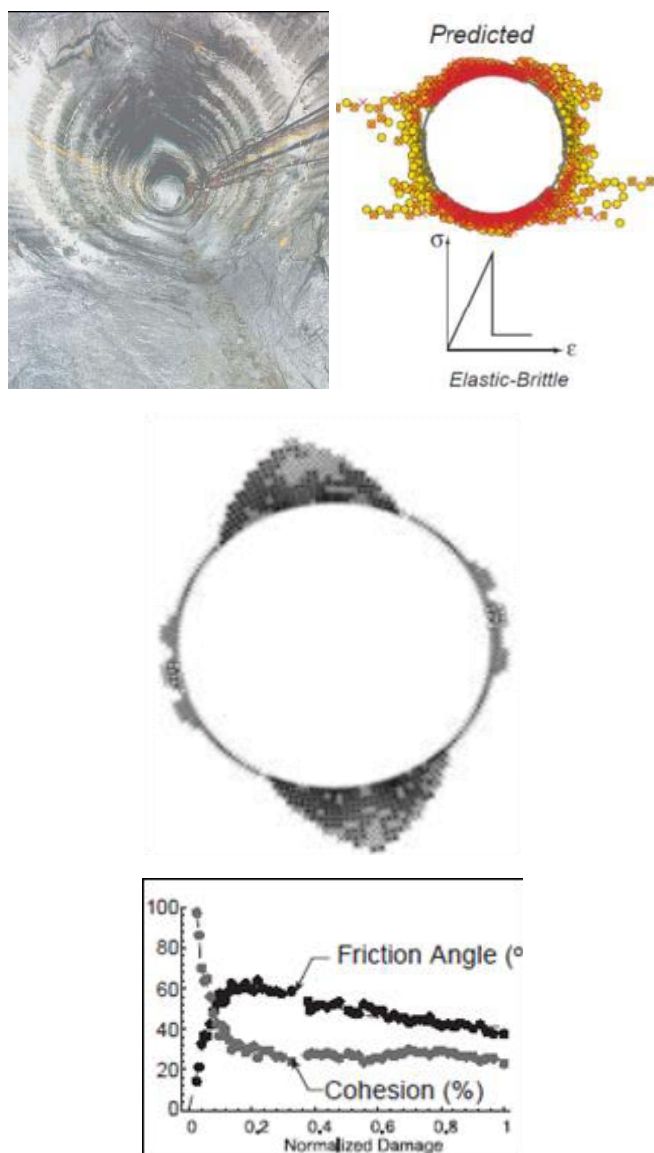 Predicted
σ
ε
Elastic-Brittle
100
80
60
40
20
0
Friction Angle (°
Cohesion (%)
0 0.2 0.4 0.6 0.8 1
Normalized Damage